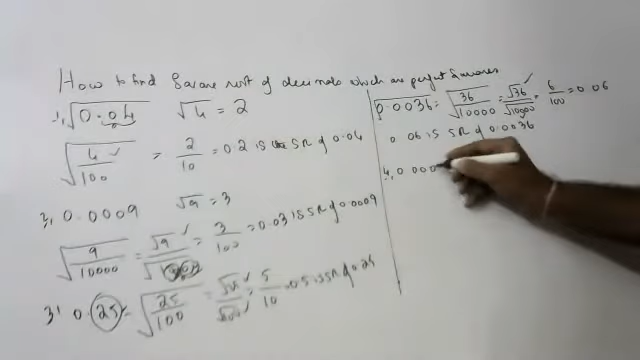 How to find Square root of decimals which are perfect Squares
1, √0.04 √4 = 2
√4/100 = 2/10 = 0.2 is SR of 0.04
2, 0.0009 √9 = 3
√9/10000 = √9/ = 3/100 = 0.03 is SR of 0.0009
3, 0.25 = √25/100 = √25/√100 = 5/10 0.5 is SR of 0.25
√0.0036 = √36/10000 = √36/√10000 = 6/100 = 0.06
0.06 is SR of 0.0036
4, 0.000